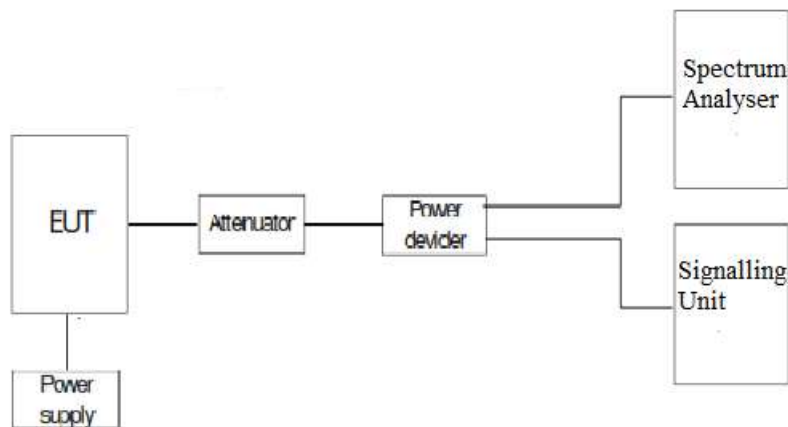 Spectrum
Analyser
EUT
Attenuator
Power
devider
Signalling
Unit
Power
supply